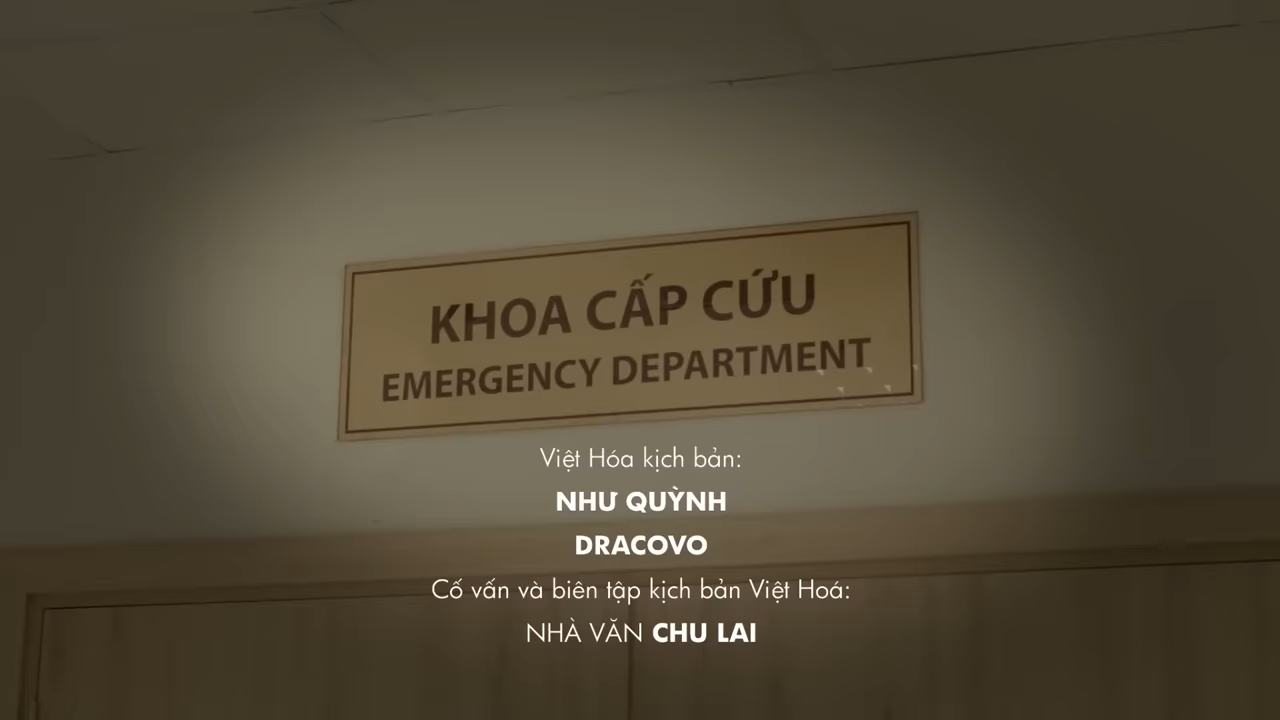 KHOA CẤP CỨU
EMERGENCY DEPARTMENT
Việt Hóa kịch bản:
NHƯ QUỲNH
DRACOVO
Cố vấn và biên tập kịch bản Việt Hoá:
NHÀ VĂN CHU LAI